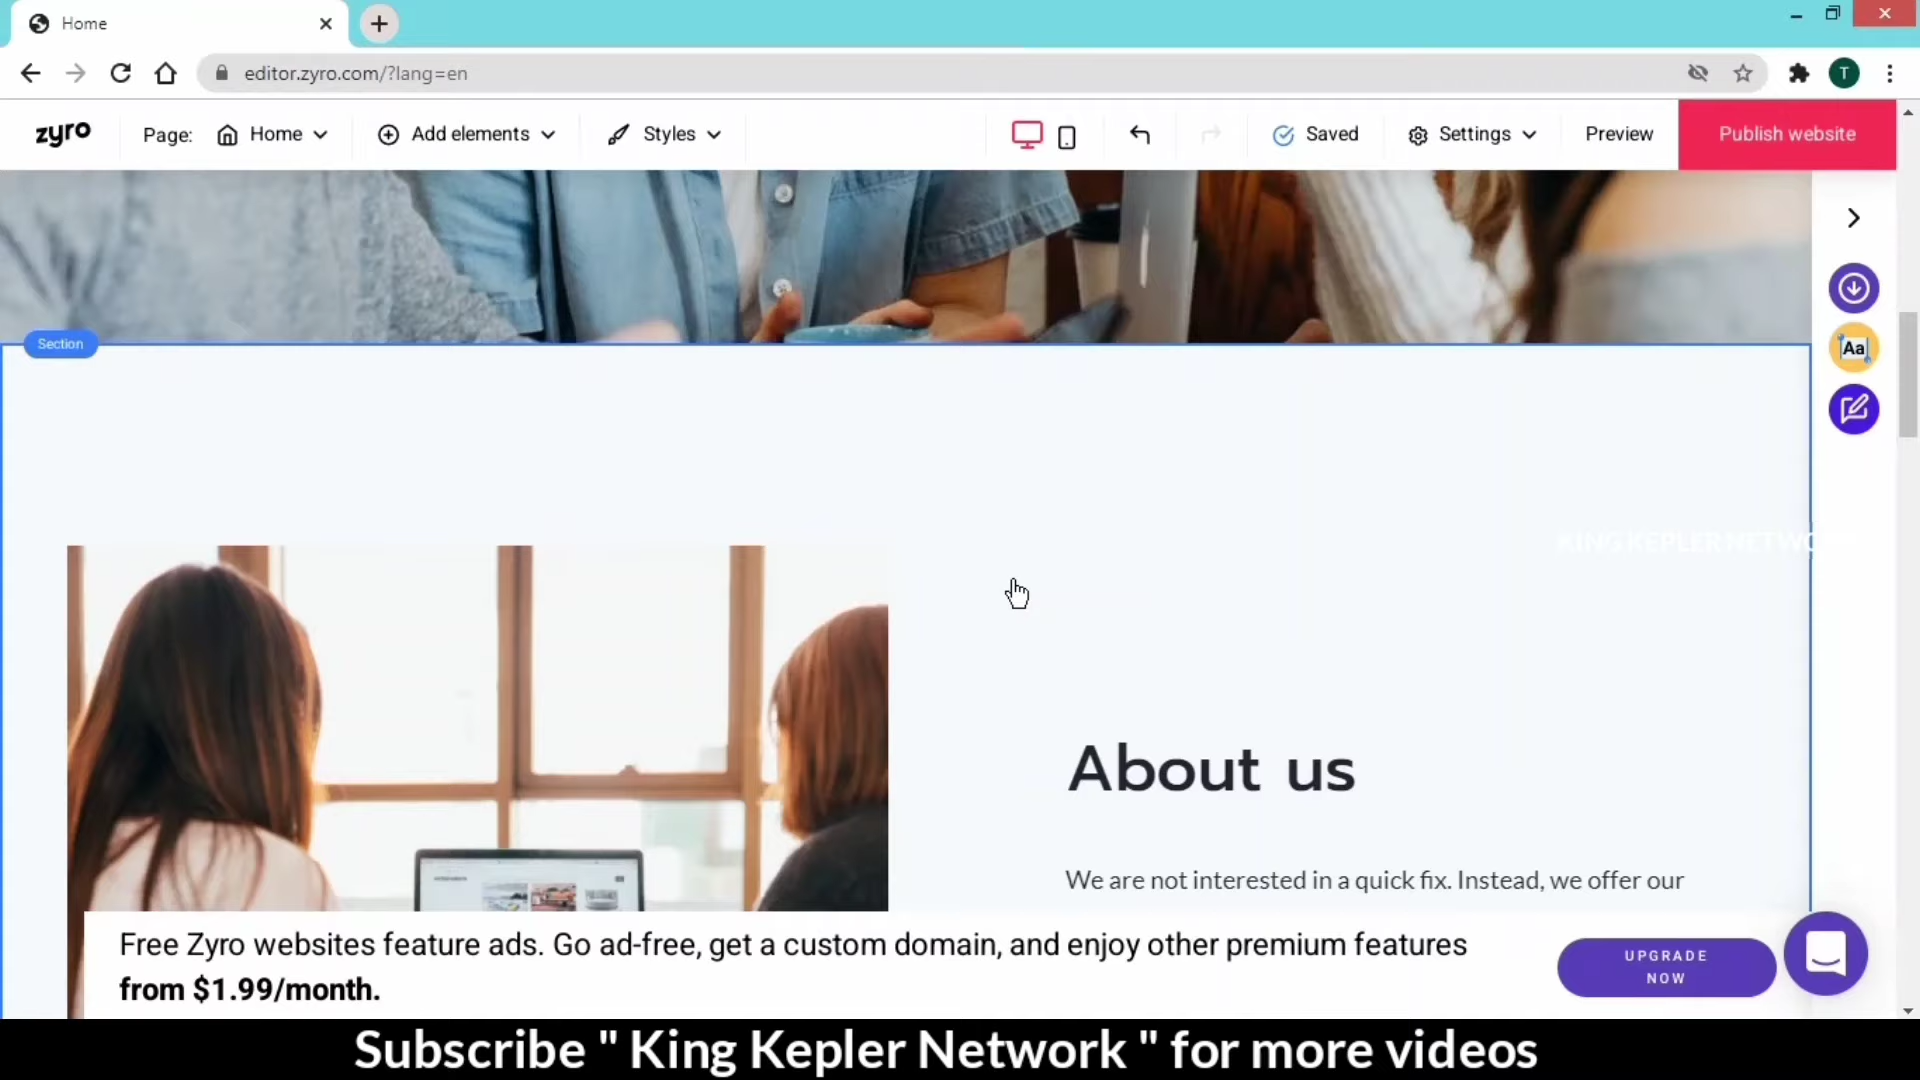 Home
editor.zyro.com/?lang=en
T
zyro
Page: Home
Add elements
Styles
Saved
Settings
Preview
Publish website
Section
Aa
KING KEPLER NETWO
About us
We are not interested in a quick fix. Instead, we offer our
Free Zyro websites feature ads. Go ad-free, get a custom domain, and enjoy other premium features
from $1.99/month.
UPGRADE
NOW
Subscribe " King Kepler Network " for more videos